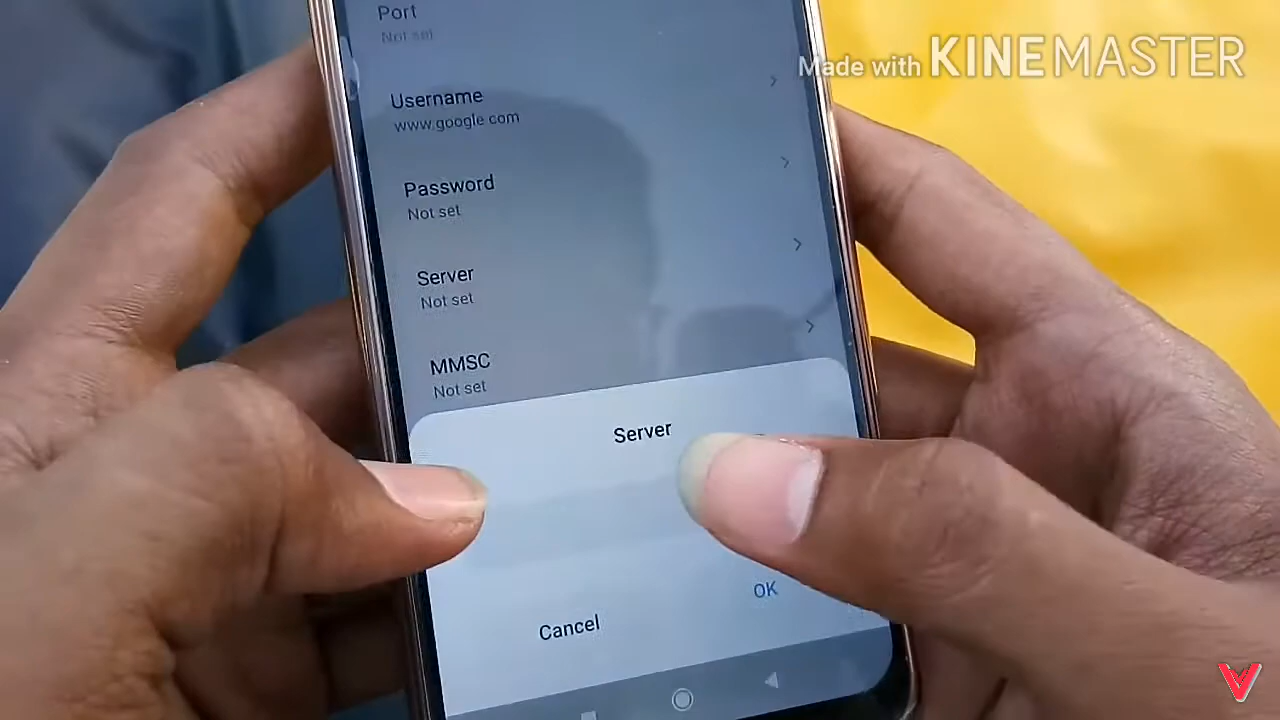 Port
Not set
Made with KINEMASTER
Username
www.google.com
Password
Not set
Server
Not set
MMSC
Not set
Server
OK
Cancel